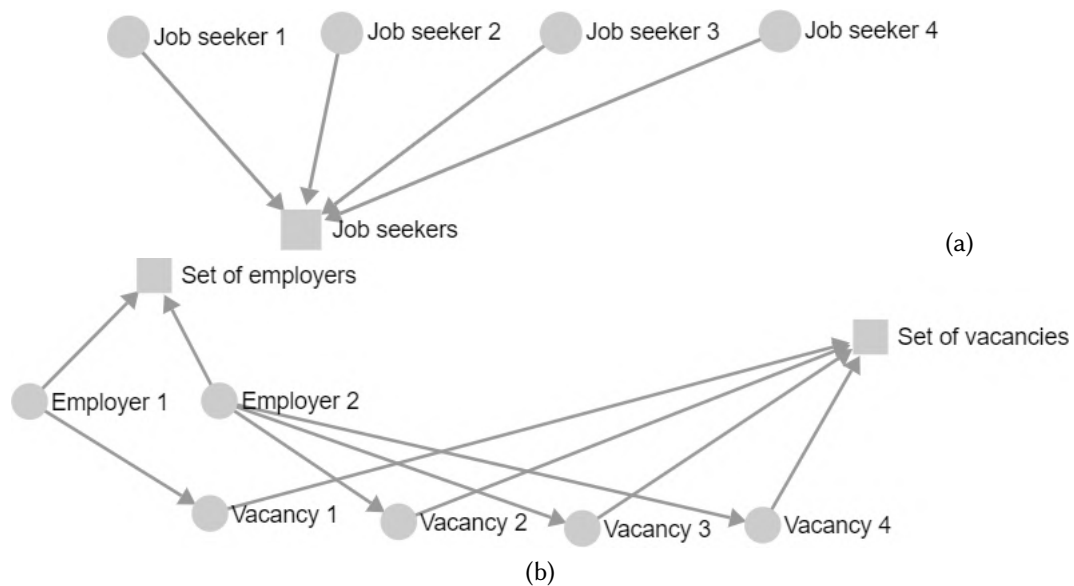 Job seeker 1
Job seeker 2
Job seeker 3
Job seeker 4
Job seekers
(a)
Set of employers
Set of vacancies
Employer 1
Employer 2
Vacancy 1
Vacancy 2
Vacancy 3
Vacancy 4
(b)